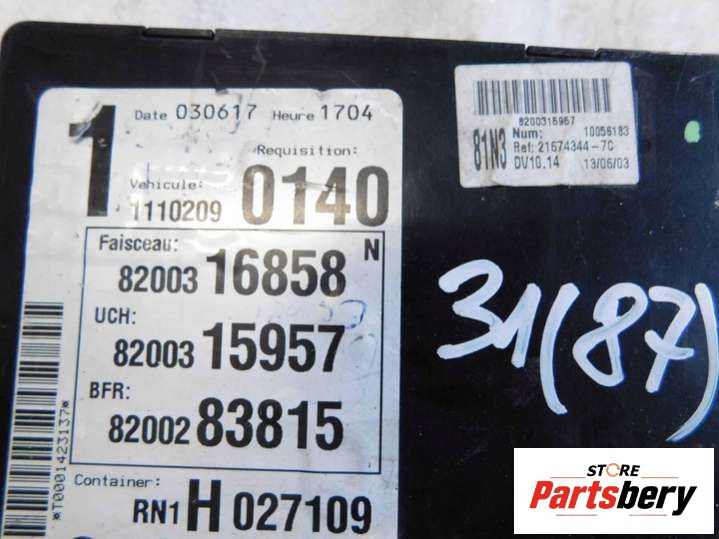 1
Date 030617 Heure 1704
Requisition:
Vehicule:
1110209 0140
Faisceau: N
82003 16858
UCH:
82003 15957
BFR:
82002 83815
Container:
RN1 H 027109
*T0001423137*
8200315957
81N3
Num: 10056183
Ref: 21674344-7C
DV10.14 13/06/03
31(87)
STORE
Partsbery